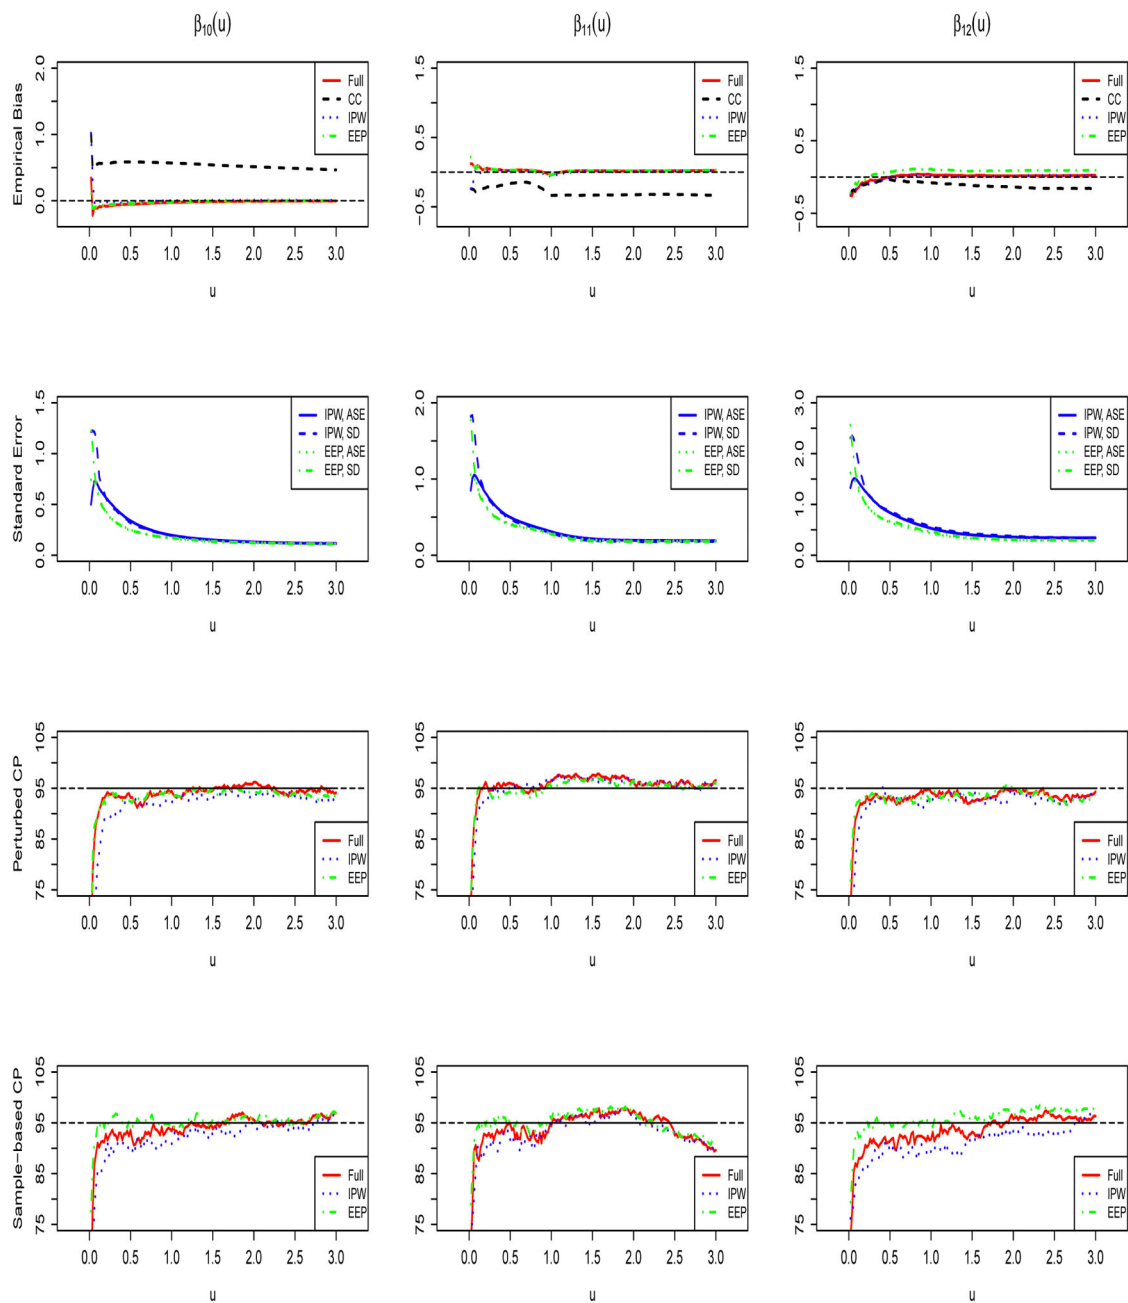 β10(u) β11(u) β12(u)
Empirical Bias
2.0
1.0
0.0
Full
CC
IPW
EEP
0.0 0.5 1.0 1.5 2.0 2.5 3.0
u
1.5
0.5
−0.5
Full
CC
IPW
EEP
0.0 0.5 1.0 1.5 2.0 2.5 3.0
u
1.5
0.5
−0.5
Full
CC
IPW
EEP
0.0 0.5 1.0 1.5 2.0 2.5 3.0
u
Standard Error
1.5
1.0
0.5
0.0
IPW, ASE
IPW, SD
EEP, ASE
EEP, SD
0.0 0.5 1.0 1.5 2.0 2.5 3.0
u
2.0
1.0
0.0
IPW, ASE
IPW, SD
EEP, ASE
EEP, SD
0.0 0.5 1.0 1.5 2.0 2.5 3.0
u
3.0
2.0
1.0
0.0
IPW, ASE
IPW, SD
EEP, ASE
EEP, SD
0.0 0.5 1.0 1.5 2.0 2.5 3.0
u
Perturbed CP
105
95
85
75
Full
IPW
EEP
0.0 0.5 1.0 1.5 2.0 2.5 3.0
u
105
95
85
75
Full
IPW
EEP
0.0 0.5 1.0 1.5 2.0 2.5 3.0
u
105
95
85
75
Full
IPW
EEP
0.0 0.5 1.0 1.5 2.0 2.5 3.0
u
Sample−based CP
105
95
85
75
Full
IPW
EEP
0.0 0.5 1.0 1.5 2.0 2.5 3.0
u
105
95
85
75
Full
IPW
EEP
0.0 0.5 1.0 1.5 2.0 2.5 3.0
u
105
95
85
75
Full
IPW
EEP
0.0 0.5 1.0 1.5 2.0 2.5 3.0
u